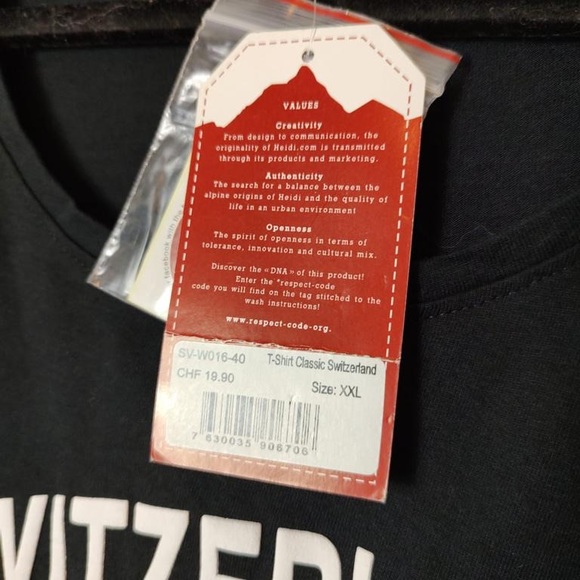 VALUES
Creativity
From design to communication, the
originality of Heidi.com is transmitted
through its products and marketing.
Authenticity
The search for a balance between the
alpine origins of Heidi and the quality of
life in an urban environment
Openness
The spirit of openness in terms of
tolerance, innovation and cultural mix.
Discover the «DNA» of this product!
Enter the *respect-code
code you will find on the tag stitched to the
wash instructions!
www.respect-code-org.
SV-W016-40 T-Shirt Classic Switzerland
CHF 19.90 Size: XXL
7 630035 906706
WITZERL